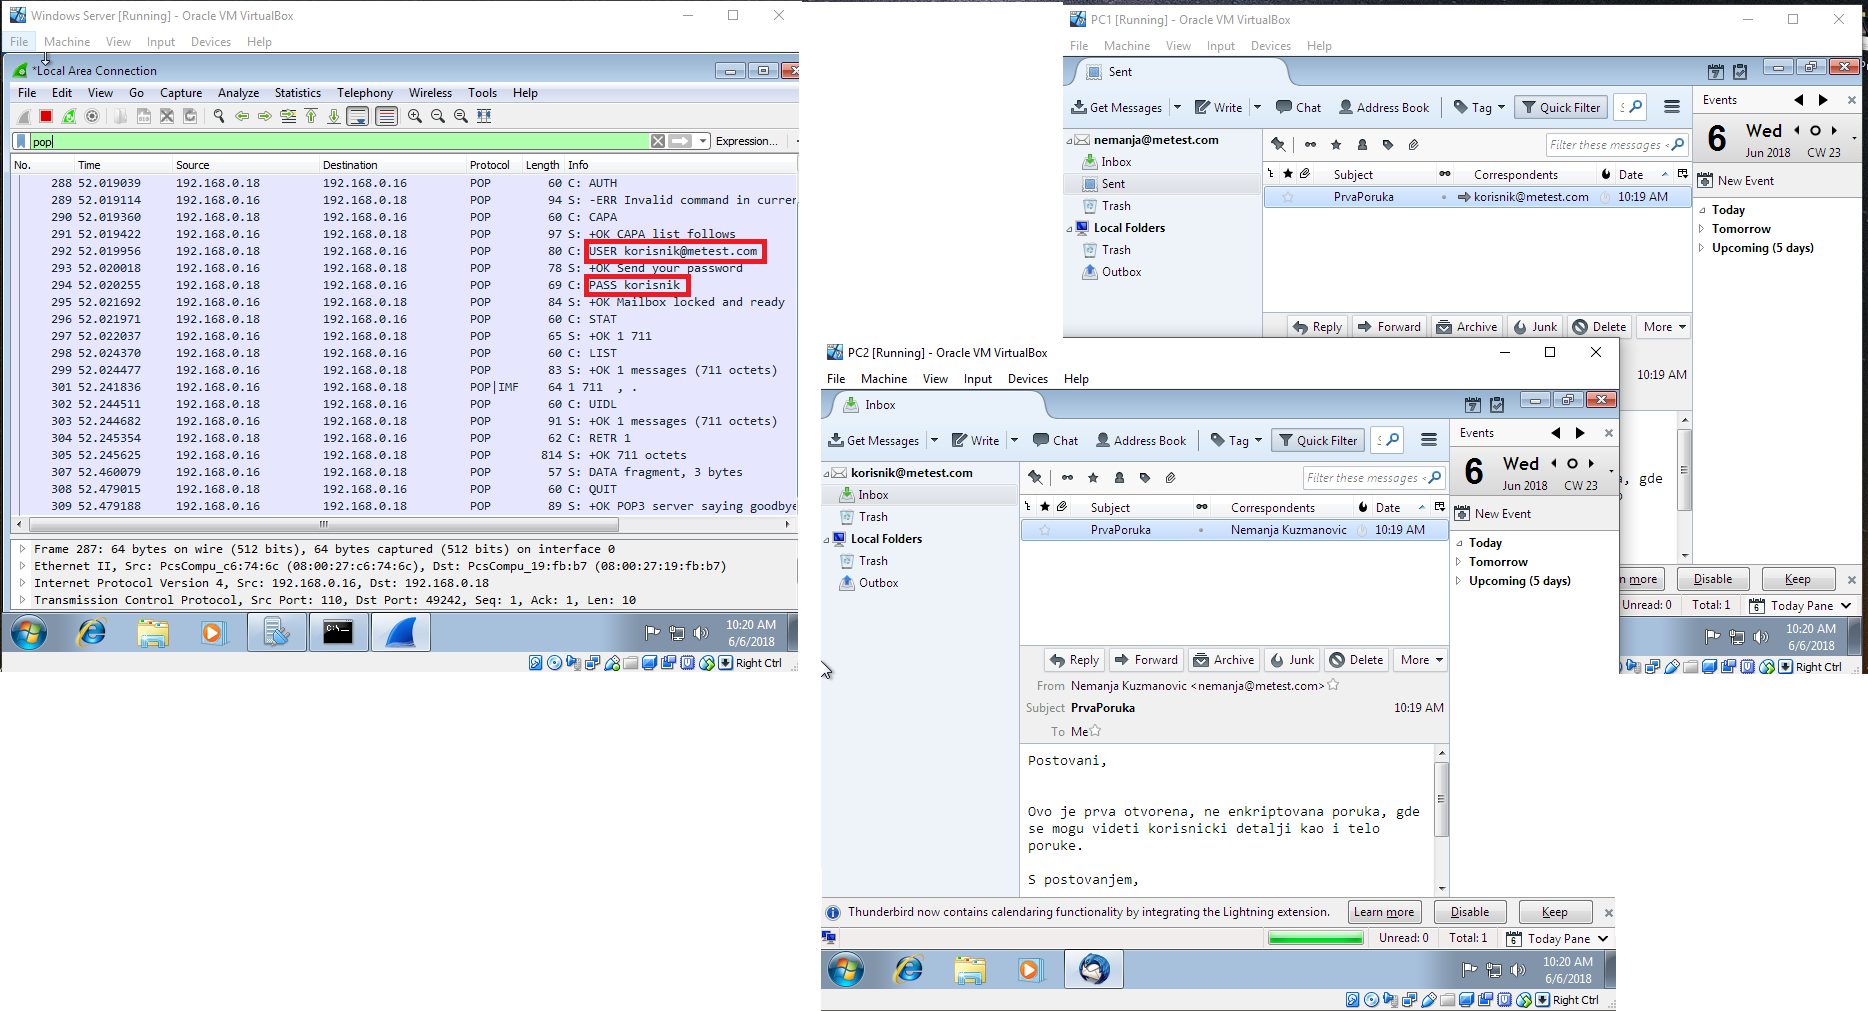 Windows Server [Running] - Oracle VM VirtualBox
File Machine View Input Devices Help
*Local Area Connection
File Edit View Go Capture Analyze Statistics Telephony Wireless Tools Help
pop
Expression...
No. Time Source Destination Protocol Length Info
288 52.019039 192.168.0.18 192.168.0.16 POP 60 C: AUTH
289 52.019114 192.168.0.16 192.168.0.18 POP 94 S: -ERR Invalid command in curren
290 52.019360 192.168.0.18 192.168.0.16 POP 60 C: CAPA
291 52.019422 192.168.0.16 192.168.0.18 POP 97 S: +OK CAPA list follows
292 52.019956 192.168.0.18 192.168.0.16 POP 80 C: USER korisnik@metest.com
293 52.020018 192.168.0.16 192.168.0.18 POP 78 S: +OK Send your password
294 52.020255 192.168.0.18 192.168.0.16 POP 69 C: PASS korisnik
295 52.021692 192.168.0.16 192.168.0.18 POP 84 S: +OK Mailbox locked and ready
296 52.021971 192.168.0.18 192.168.0.16 POP 60 C: STAT
297 52.022037 192.168.0.16 192.168.0.18 POP 65 S: +OK 1 711
298 52.024370 192.168.0.18 192.168.0.16 POP 60 C: LIST
299 52.024477 192.168.0.16 192.168.0.18 POP 83 S: +OK 1 messages (711 octets)
301 52.241836 192.168.0.16 192.168.0.18 POP|IMF 64 1 711 , .
302 52.244511 192.168.0.18 192.168.0.16 POP 60 C: UIDL
303 52.244682 192.168.0.16 192.168.0.18 POP 91 S: +OK 1 messages (711 octets)
304 52.245354 192.168.0.18 192.168.0.16 POP 62 C: RETR 1
305 52.245625 192.168.0.16 192.168.0.18 POP 814 S: +OK 711 octets
307 52.460079 192.168.0.16 192.168.0.18 POP 57 S: DATA fragment, 3 bytes
308 52.479015 192.168.0.18 192.168.0.16 POP 60 C: QUIT
309 52.479188 192.168.0.16 192.168.0.18 POP 89 S: +OK POP3 server saying goodbye
Frame 287: 64 bytes on wire (512 bits), 64 bytes captured (512 bits) on interface 0
Ethernet II, Src: PcsCompu_c6:74:6c (08:00:27:c6:74:6c), Dst: PcsCompu_19:fb:b7 (08:00:27:19:fb:b7)
Internet Protocol Version 4, Src: 192.168.0.16, Dst: 192.168.0.18
Transmission Control Protocol, Src Port: 110, Dst Port: 49242, Seq: 1, Ack: 1, Len: 10
C:\_
10:20 AM
6/6/2018
Right Ctrl
PC1 [Running] - Oracle VM VirtualBox
File Machine View Input Devices Help
Sent
7
Get Messages Write Chat Address Book Tag Quick Filter
Events
nemanja@metest.com
Inbox
Sent
Trash
Local Folders
Trash
Outbox
Filter these messages
Subject Correspondents Date
PrvaPoruka korisnik@metest.com 10:19 AM
Reply Forward Archive Junk Delete More
10:19 AM
6 Wed
Jun 2018 CW 23
New Event
Today
Tomorrow
Upcoming (5 days)
, gde
n more Disable Keep
Unread: 0 Total: 1 6 Today Pane
10:20 AM
6/6/2018
Right Ctrl
PC2 [Running] - Oracle VM VirtualBox
File Machine View Input Devices Help
Inbox
7
Get Messages Write Chat Address Book Tag Quick Filter
Events
korisnik@metest.com
Inbox
Trash
Local Folders
Trash
Outbox
Filter these messages
Subject Correspondents Date
PrvaPoruka Nemanja Kuzmanovic 10:19 AM
6 Wed
Jun 2018 CW 23
New Event
Today
Tomorrow
Upcoming (5 days)
Reply Forward Archive Junk Delete More
From Nemanja Kuzmanovic <nemanja@metest.com>
Subject PrvaPoruka 10:19 AM
To Me
Postovani,
Ovo je prva otvorena, ne enkriptovana poruka, gde
se mogu videti korisnicki detalji kao i telo
poruke.
S postovanjem,
Thunderbird now contains calendaring functionality by integrating the Lightning extension. Learn more Disable Keep
Unread: 0 Total: 1 6 Today Pane
10:20 AM
6/6/2018
Right Ctrl